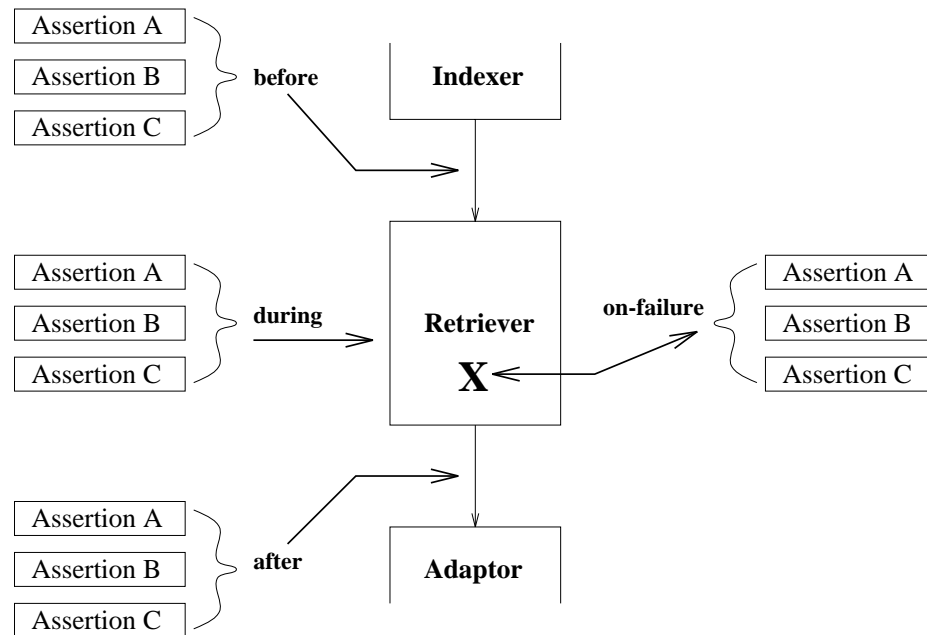 Assertion A
Assertion B
Assertion C
before
Indexer
Assertion A
Assertion B
Assertion C
during
Retriever
X
on-failure
Assertion A
Assertion B
Assertion C
Assertion A
Assertion B
Assertion C
after
Adaptor